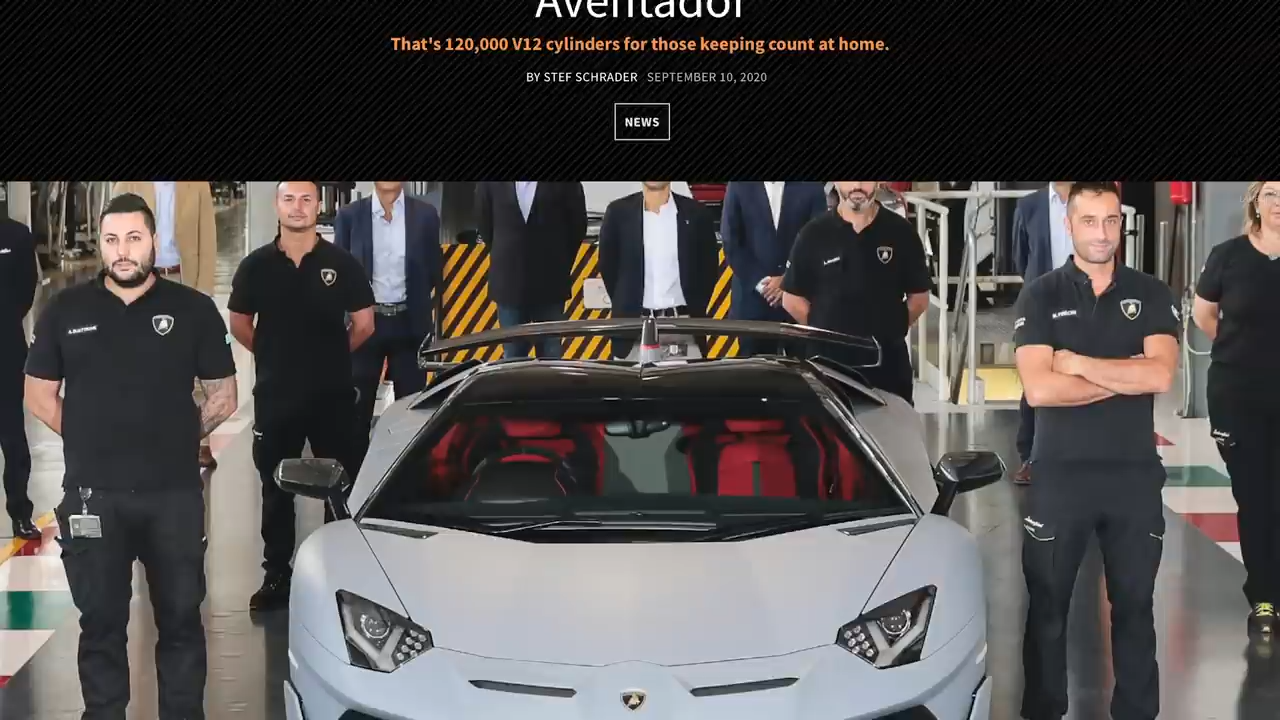 Aventador
That's 120,000 V12 cylinders for those keeping count at home.
BY STEF SCHRADER SEPTEMBER 10, 2020
NEWS